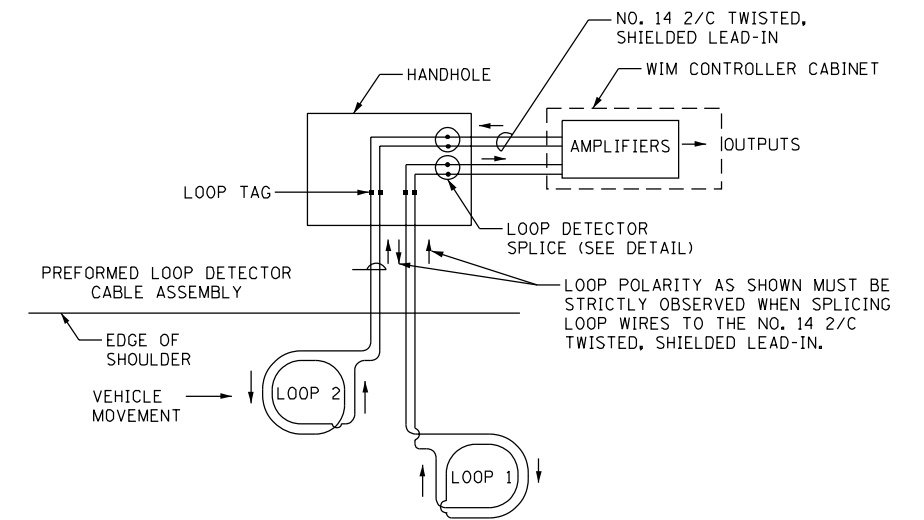 NO. 14 2/C TWISTED,
SHIELDED LEAD-IN
WIM CONTROLLER CABINET
HANDHOLE
AMPLIFIERS
OUTPUTS
LOOP TAG
LOOP DETECTOR
SPLICE (SEE DETAIL)
PREFORMED LOOP DETECTOR
CABLE ASSEMBLY
LOOP POLARITY AS SHOWN MUST BE
STRICTLY OBSERVED WHEN SPLICING
LOOP WIRES TO THE NO. 14 2/C
TWISTED, SHIELDED LEAD-IN.
EDGE OF
SHOULDER
VEHICLE
MOVEMENT
LOOP 2
LOOP 1